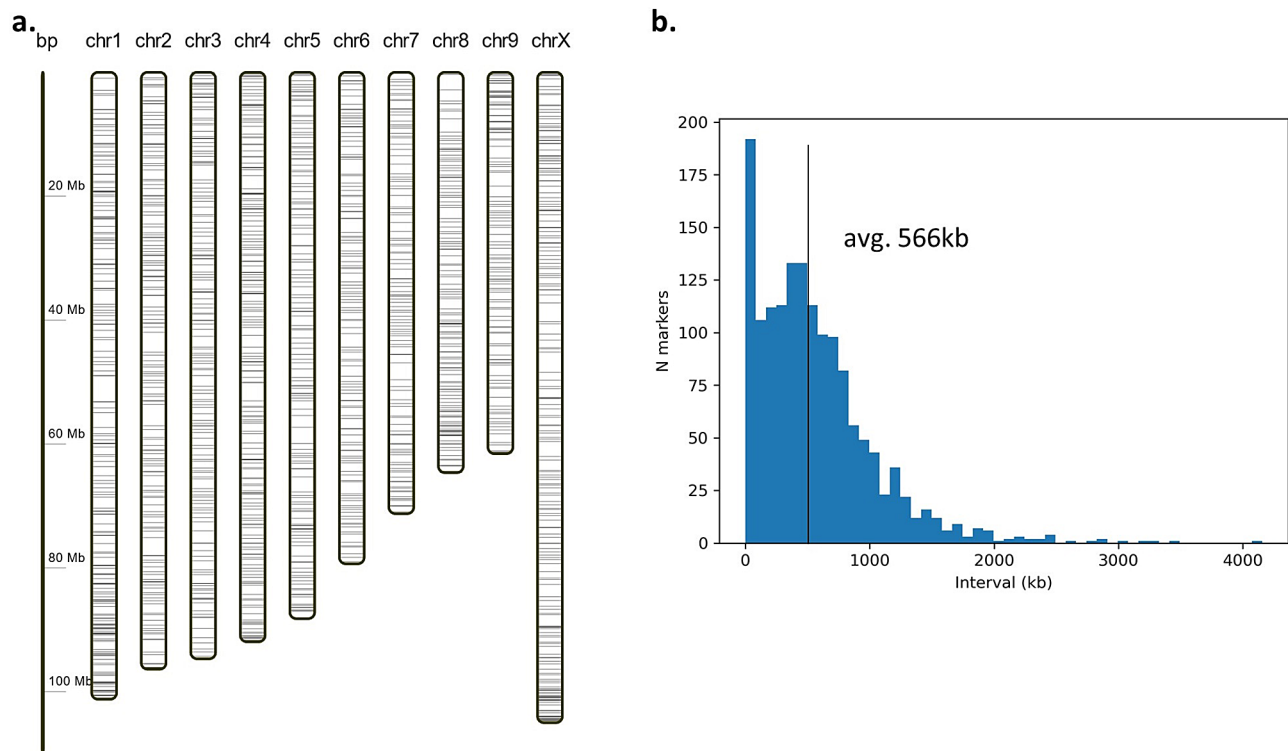 a.
bp chr1 chr2 chr3 chr4 chr5 chr6 chr7 chr8 chr9 chrX
20 Mb
40 Mb
60 Mb
80 Mb
100 Mb
b.
200
175
150
125
100
75
50
25
0
N markers
avg. 566kb
0 1000 2000 3000 4000
Interval (kb)